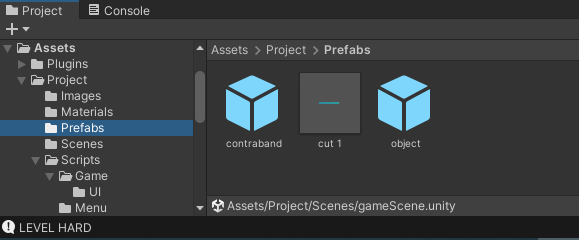 Project
Console
Assets
Plugins
Project
Images
Materials
Prefabs
Scenes
Scripts
Game
UI
Menu
Assets > Project > Prefabs
contraband
cut 1
object
Assets/Project/Scenes/gameScene.unity
LEVEL HARD